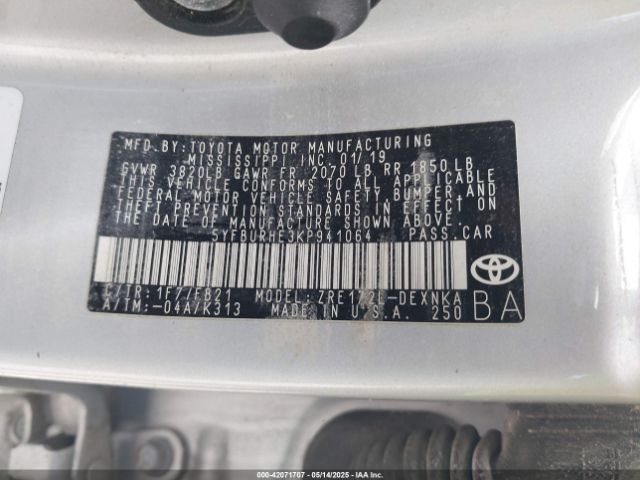 MFD.BY:TOYOTA MOTOR MANUFACTURING
MISSISSIPPI INC. 01/19
GVWR 3820LB GAWR FR 2070 LB RR 1850 LB
THIS VEHICLE CONFORMS TO ALL APPLICABLE
FEDERAL MOTOR VEHICLE SAFETY BUMPER AND
THEFT PREVENTION STANDARDS IN EFFECT ON
THE DATE OF MANUFACTURE SHOWN ABOVE.
5YFBURHE3KP941064 PASS.CAR
C/TR:1F7/FB21 MODEL: ZRE172L-DEXNKA
A/TM:-04A/K313 MADE IN U.S.A. 250
BA
000-42071707 - 05/14/2025 - IAAI.COM